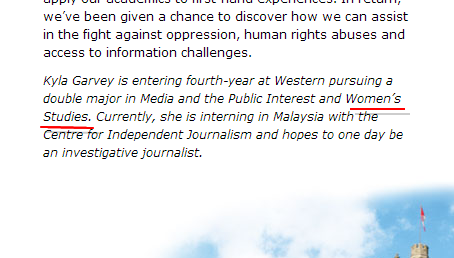 apply our academics to first-hand experiences. In return,
we've been given a chance to discover how we can assist
in the fight against oppression, human rights abuses and
access to information challenges.
Kyla Garvey is entering fourth-year at Western pursuing a
double major in Media and the Public Interest and Women's
Studies. Currently, she is interning in Malaysia with the
Centre for Independent Journalism and hopes to one day be
an investigative journalist.